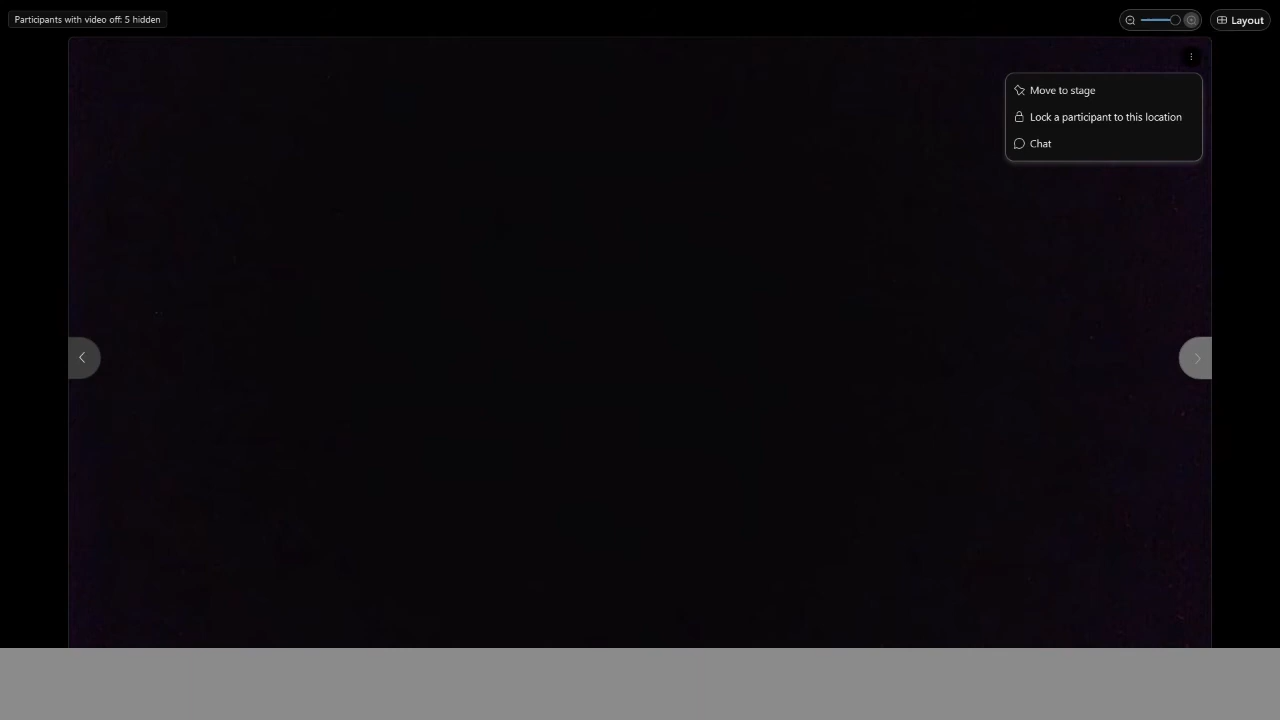 Participants with video off: 5 hidden
Layout
Move to stage
Lock a participant to this location
Chat